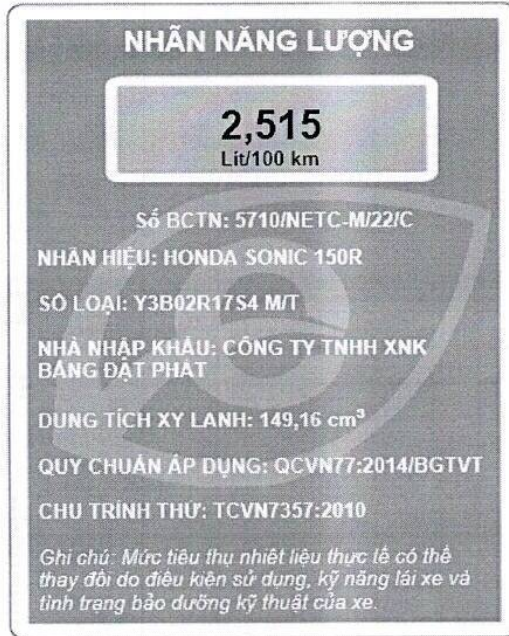 NHÃN NĂNG LƯỢNG
2,515
Lít/100 km
Số BCTN: 5710/NETC-M/22/C
NHÃN HIỆU: HONDA SONIC 150R
SỐ LOẠI: Y3B02R17S4 M/T
NHÀ NHẬP KHẨU: CÔNG TY TNHH XNK
BẰNG ĐẠT PHÁT
DUNG TÍCH XY LANH: 149,16 cm³
QUY CHUẨN ÁP DỤNG: QCVN77:2014/BGTVT
CHU TRÌNH THỬ: TCVN7357:2010
Ghi chú: Mức tiêu thụ nhiêt liệu thực tế có thể
thay đổi do điều kiện sử dụng, kỹ năng lái xe và
tình trạng bảo dưỡng kỹ thuật của xe.